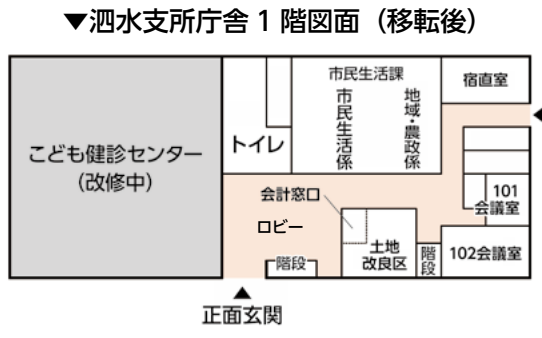 ▼泗水支所庁舎1階図面（移転後）
市民生活課
市民生活係
地域・農政係
宿直室
トイレ
こども健診センター
（改修中）
会計窓口
ロビー
101
会議室
土地
改良区
階段
階段
102会議室
正面玄関